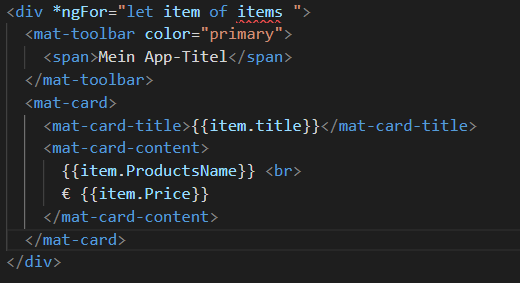 <div *ngFor="let item of items ">
<mat-toolbar color="primary">
<span>Mein App-Titel</span>
</mat-toolbar>
<mat-card>
<mat-card-title>{{item.title}}</mat-card-title>
<mat-card-content>
{{item.ProductsName}} <br>
€ {{item.Price}}
</mat-card-content>
</mat-card>
</div>